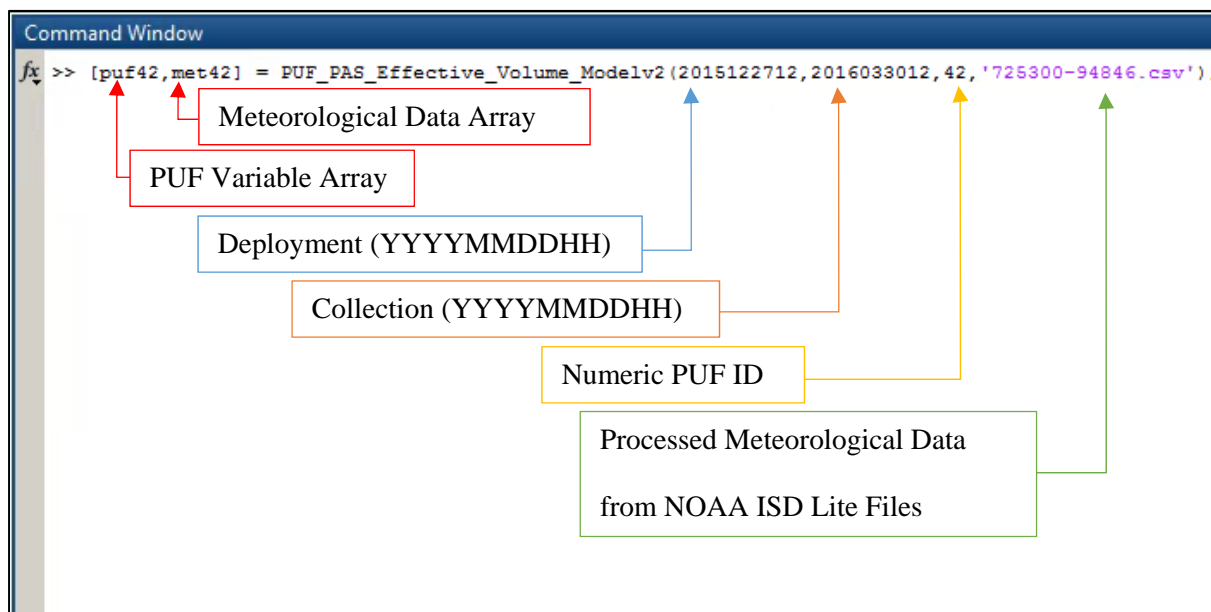 Command Window
fx >> [puf42,met42] = PUF_PAS_Effective_Volume_Modelv2(2015122712,2016033012,42,'725300-94846.csv')
Meteorological Data Array
PUF Variable Array
Deployment (YYYYMMDDHH)
Collection (YYYYMMDDHH)
Numeric PUF ID
Processed Meteorological Data
from NOAA ISD Lite Files